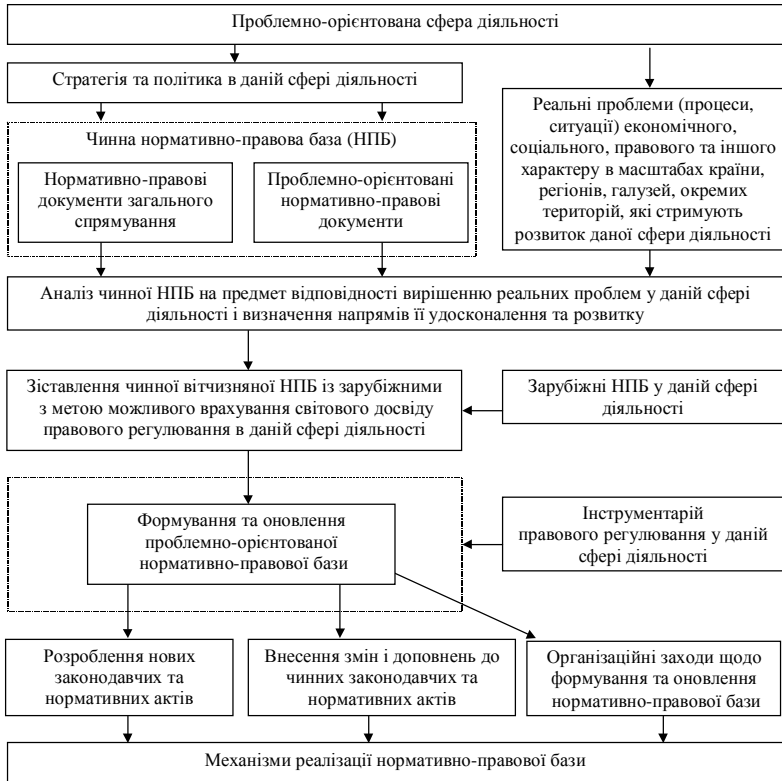 Проблемно-орієнтована сфера діяльності
Стратегія та політика в даній сфері діяльності
Чинна нормативно-правова база (НПБ)
Нормативно-правові
документи загального
спрямування
Проблемно-орієнтовані
нормативно-правові
документи
Реальні проблеми (процеси,
ситуації) економічного,
соціального, правового та іншого
характеру в масштабах країни,
регіонів, галузей, окремих
територій, які стримують
розвиток даної сфери діяльності
Аналіз чинної НПБ на предмет відповідності вирішенню реальних проблем у даній сфері
діяльності і визначення напрямів її удосконалення та розвитку
Зіставлення чинної вітчизняної НПБ із зарубіжними
з метою можливого врахування світового досвіду
правового регулювання в даній сфері діяльності
Зарубіжні НПБ у даній сфері
діяльності
Формування та оновлення
проблемно-орієнтованої
нормативно-правової бази
Інструментарій
правового регулювання у даній
сфері діяльності
Розроблення нових
законодавчих та
нормативних актів
Внесення змін і доповнень до
чинних законодавчих та
нормативних актів
Організаційні заходи щодо
формування та оновлення
нормативно-правової бази
Механізми реалізації нормативно-правової бази